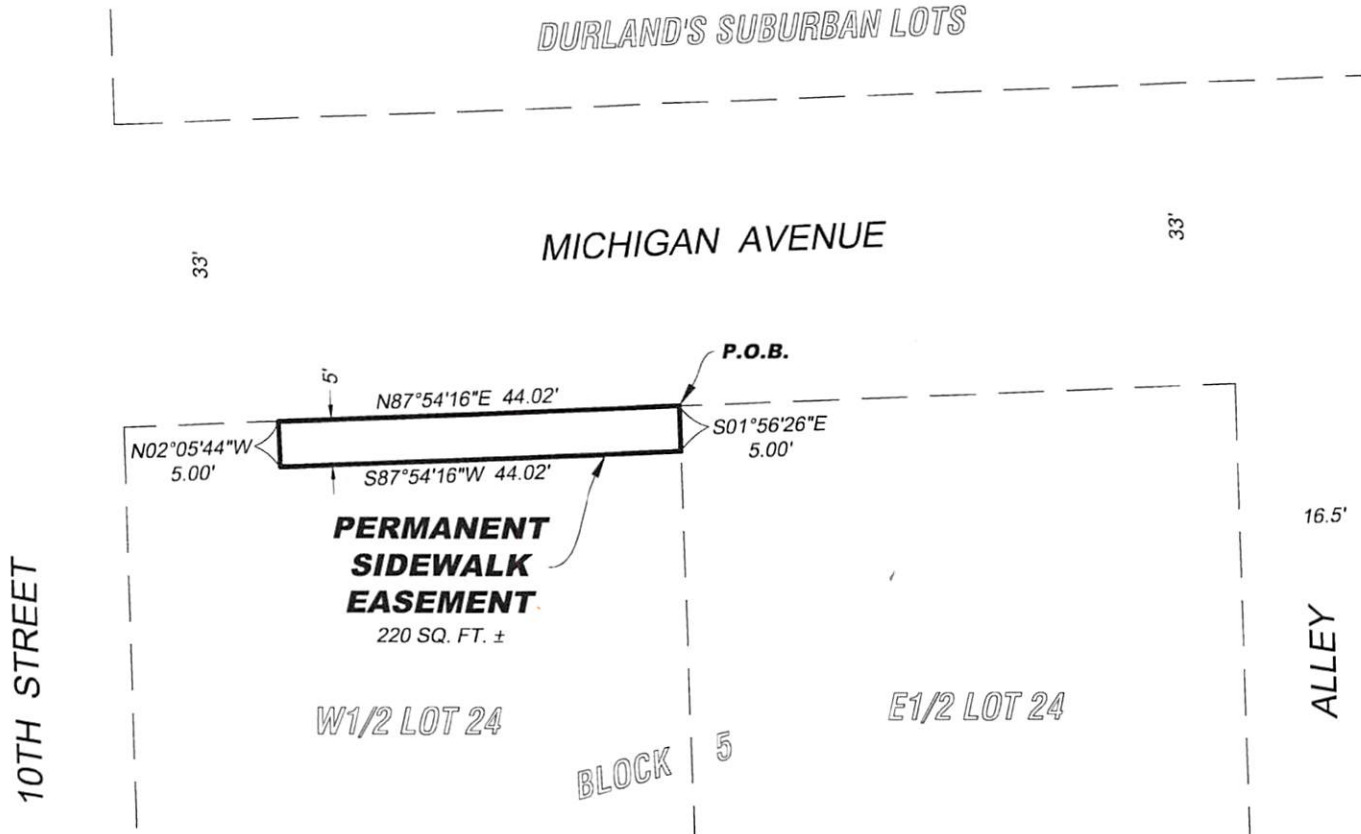 DURLAND'S SUBURBAN LOTS
MICHIGAN AVENUE
33'
33'
P.O.B.
5'
N87°54'16"E 44.02'
N02°05'44"W
5.00'
S01°56'26"E
5.00'
S87°54'16"W 44.02'
PERMANENT
SIDEWALK
EASEMENT
220 SQ. FT. ±
16.5'
10TH STREET
ALLEY
W1/2 LOT 24
E1/2 LOT 24
BLOCK 5